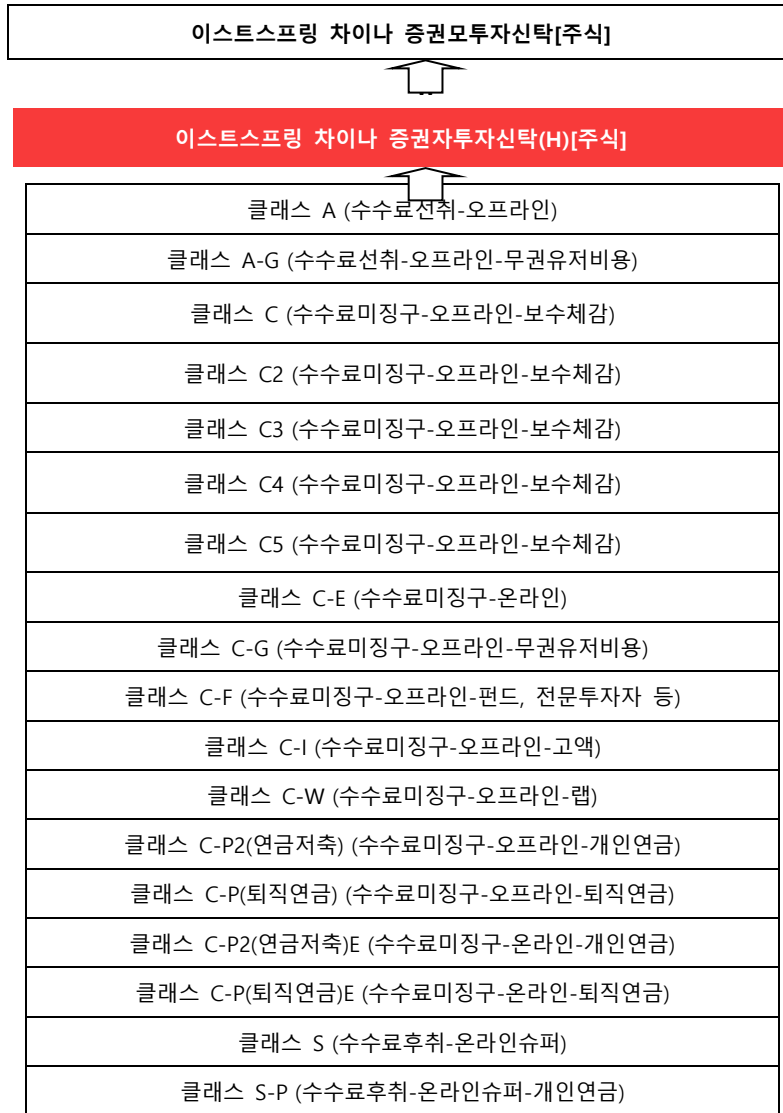 이스트스프링 차이나 증권모투자신탁[주식]
이스트스프링 차이나 증권자투자신탁(H)[주식]
클래스 A (수수료선취-오프라인)
클래스 A-G (수수료선취-오프라인-무권유저비용)
클래스 C (수수료미징구-오프라인-보수체감)
클래스 C2 (수수료미징구-오프라인-보수체감)
클래스 C3 (수수료미징구-오프라인-보수체감)
클래스 C4 (수수료미징구-오프라인-보수체감)
클래스 C5 (수수료미징구-오프라인-보수체감)
클래스 C-E (수수료미징구-온라인)
클래스 C-G (수수료미징구-오프라인-무권유저비용)
클래스 C-F (수수료미징구-오프라인-펀드, 전문투자자 등)
클래스 C-I (수수료미징구-오프라인-고액)
클래스 C-W (수수료미징구-오프라인-랩)
클래스 C-P2(연금저축) (수수료미징구-오프라인-개인연금)
클래스 C-P(퇴직연금) (수수료미징구-오프라인-퇴직연금)
클래스 C-P2(연금저축)E (수수료미징구-온라인-개인연금)
클래스 C-P(퇴직연금)E (수수료미징구-온라인-퇴직연금)
클래스 S (수수료후취-온라인슈퍼)
클래스 S-P (수수료후취-온라인슈퍼-개인연금)